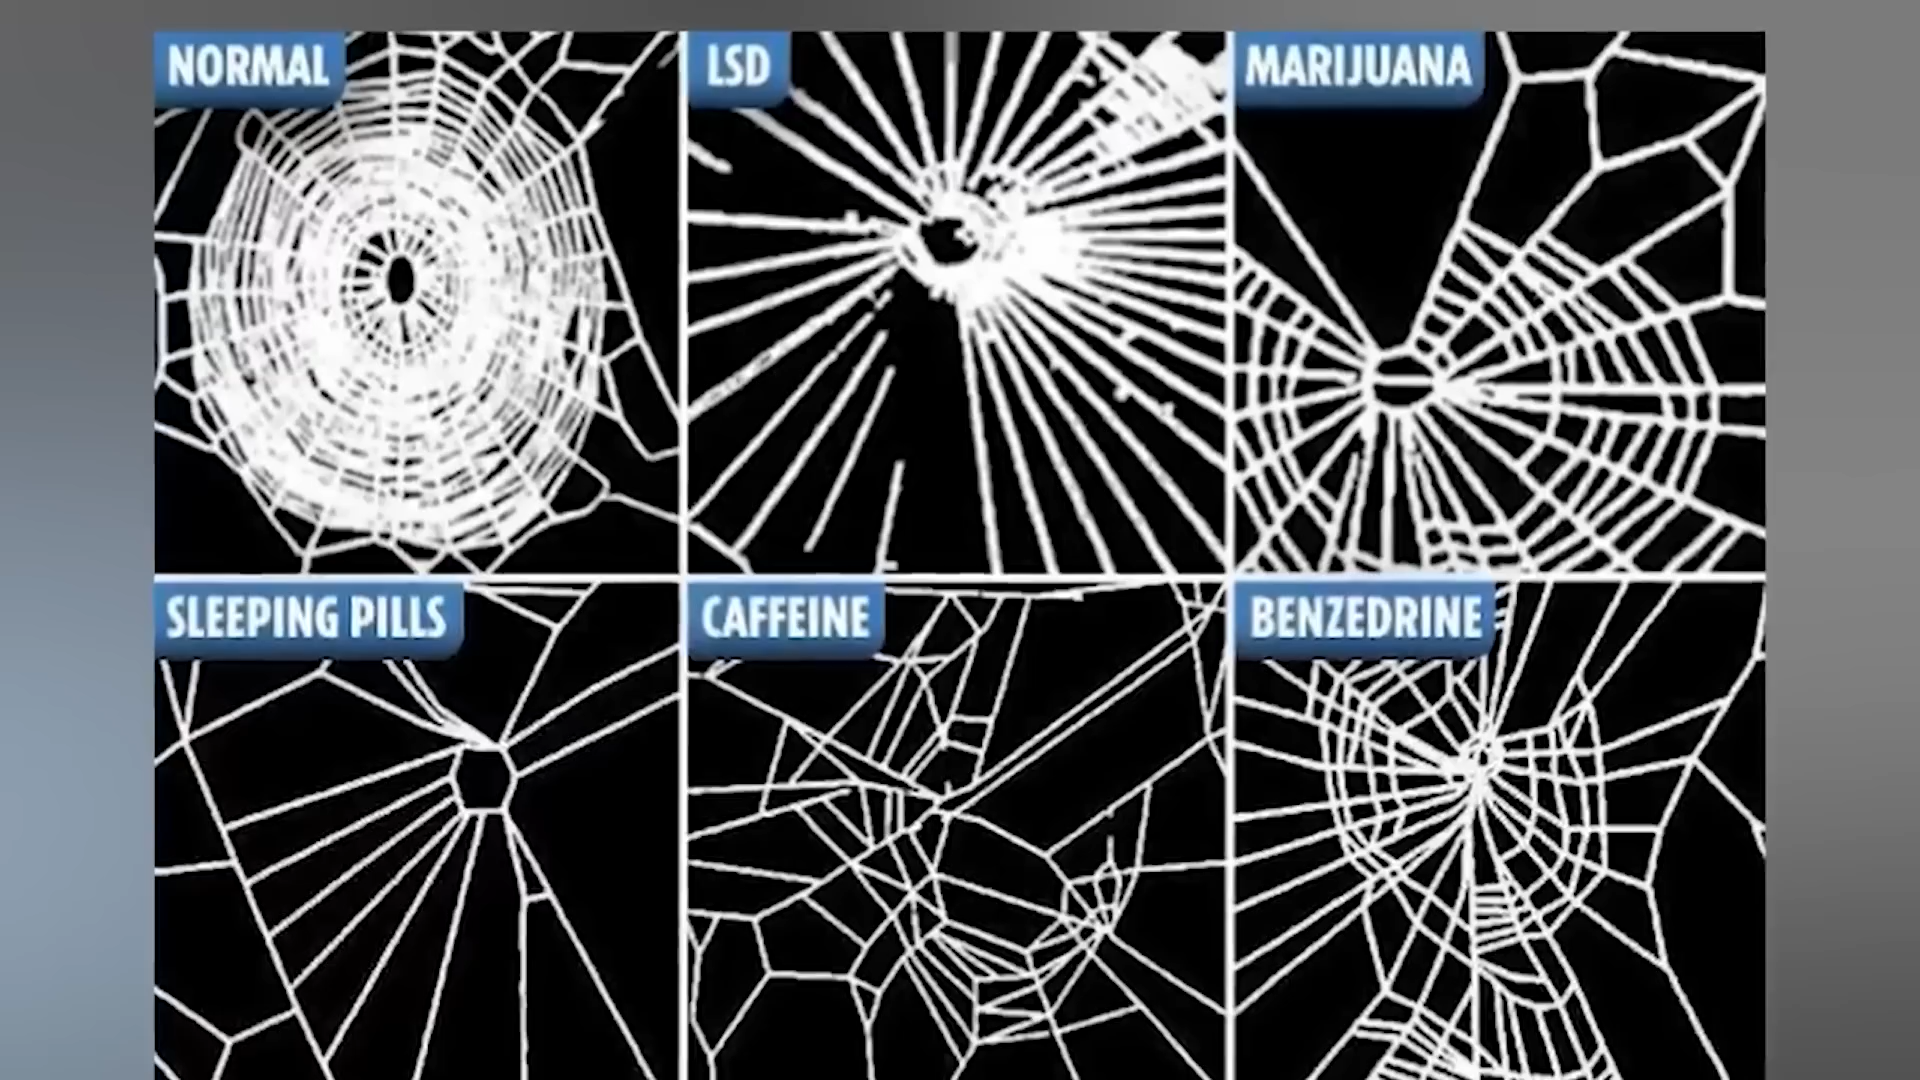 NORMAL
LSD
MARIJUANA
SLEEPING PILLS
CAFFEINE
BENZEDRINE